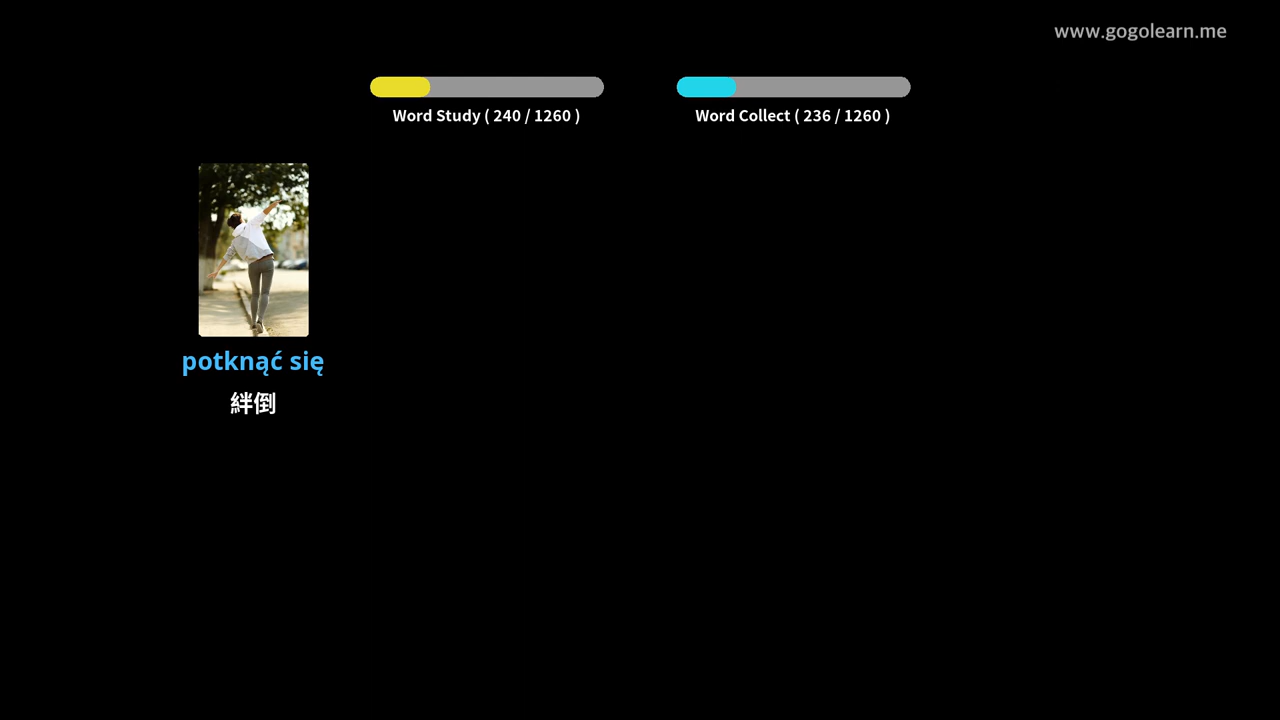 www.gogolearn.me
Word Study ( 240 / 1260 )
Word Collect ( 236 / 1260 )
potknąć się
絆倒